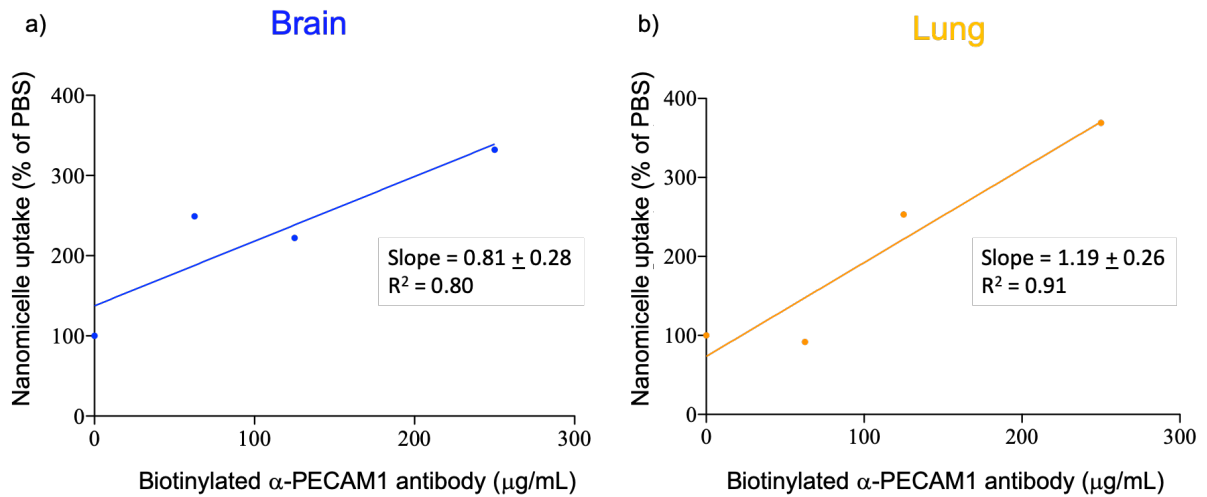 a)
Brain
Nanomicelle uptake (% of PBS)
400
300
200
100
0
0
100
200
300
Slope = 0.81 + 0.28
R² = 0.80
Biotinylated α-PECAM1 antibody (μg/mL)
b)
Lung
Nanomicelle uptake (% of PBS)
400
300
200
100
0
0
100
200
300
Slope = 1.19 + 0.26
R² = 0.91
Biotinylated α-PECAM1 antibody (μg/mL)